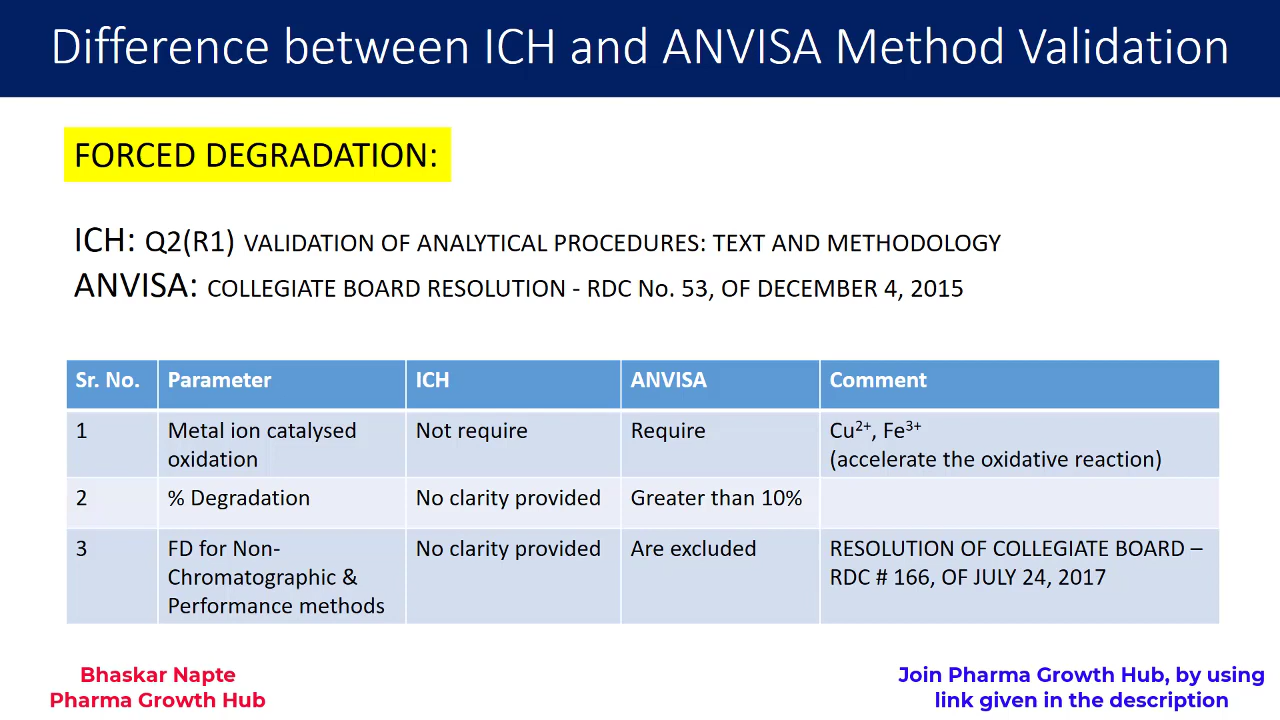 Difference between ICH and ANVISA Method Validation
FORCED DEGRADATION:
ICH: Q2(R1) VALIDATION OF ANALYTICAL PROCEDURES: TEXT AND METHODOLOGY
ANVISA: COLLEGIATE BOARD RESOLUTION - RDC No. 53, OF DECEMBER 4, 2015
Sr. No. Parameter ICH ANVISA Comment
1 Metal ion catalysed Not require Require Cu²⁺, Fe³⁺
oxidation (accelerate the oxidative reaction)
2 % Degradation No clarity provided Greater than 10%
3 FD for Non- No clarity provided Are excluded RESOLUTION OF COLLEGIATE BOARD –
Chromatographic & RDC # 166, OF JULY 24, 2017
Performance methods
Bhaskar Napte
Pharma Growth Hub
Join Pharma Growth Hub, by using
link given in the description